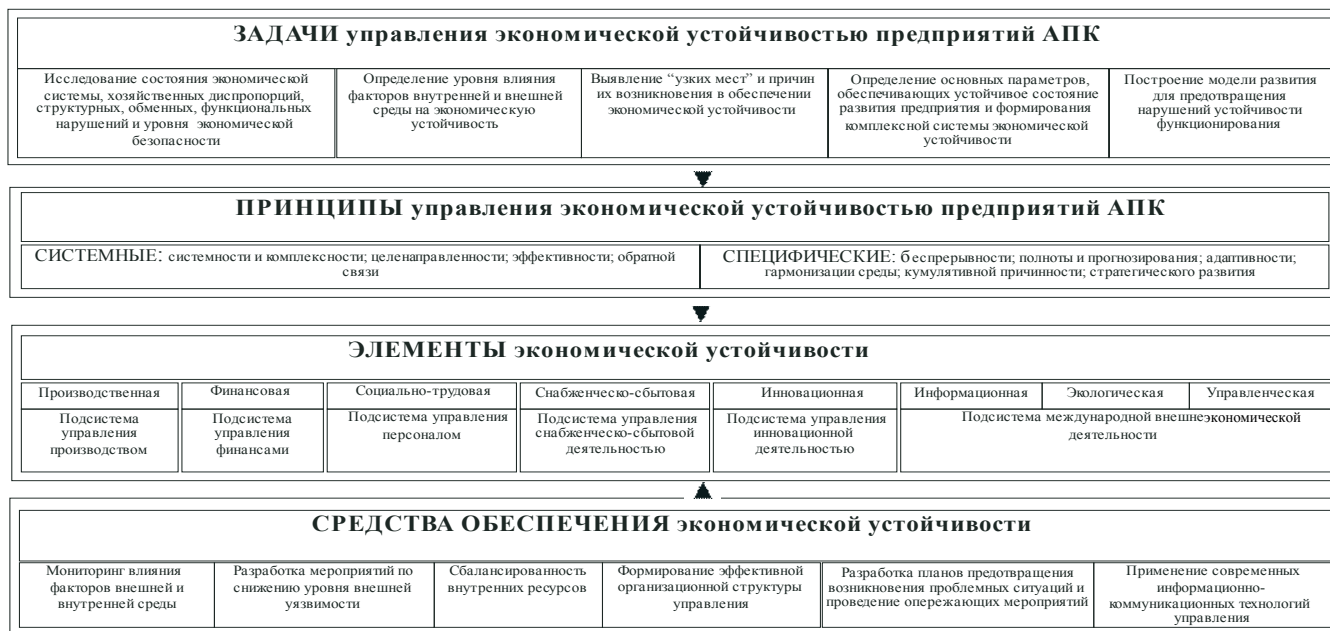 ЗАДАЧИ управления экономической устойчивостью предприятий АПК
Исследование состояния экономической
системы, хозяйственных диспропорций,
структурных, обменных, функциональных
нарушений и уровня экономической
безопасности
Определение уровня влияния
факторов внутренней и внешней
среды на экономическую
устойчивость
Выявление “узких мест” и причин
их возникновения в обеспечении
экономической устойчивости
Определение основных параметров,
обеспечивающих устойчивое состояние
развития предприятия и формирования
комплексной системы экономической
устойчивости
Построение модели развития
для предотвращения
нарушений устойчивости
функционирования
ПРИНЦИПЫ управления экономической устойчивостью предприятий АПК
СИСТЕМНЫЕ: системности и комплексности; целенаправленности; эффективности; обратной
связи
СПЕЦИФИЧЕСКИЕ: беспрерывности; полноты и прогнозирования; адаптивности;
гармонизации среды; кумулятивной причинности; стратегического развития
ЭЛЕМЕНТЫ экономической устойчивости
Производственная
Финансовая
Социально-трудовая
Снабженческо-сбытовая
Инновационная
Информационная
Экологическая
Управленческая
Подсистема
управления
производством
Подсистема
управления
финансами
Подсистема управления
персоналом
Подсистема управления
снабженческо-сбытовой
деятельностью
Подсистема управления
инновационной
деятельностью
Подсистема международной внешнеэкономической
деятельности
СРЕДСТВА ОБЕСПЕЧЕНИЯ экономической устойчивости
Мониторинг влияния
факторов внешней и
внутренней среды
Разработка мероприятий по
снижению уровня внешней
уязвимости
Сбалансированность
внутренних ресурсов
Формирование эффективной
организационной структуры
управления
Разработка планов предотвращения
возникновения проблемных ситуаций и
проведение опережающих мероприятий
Применение современных
информационно-
коммуникационных технологий
управления